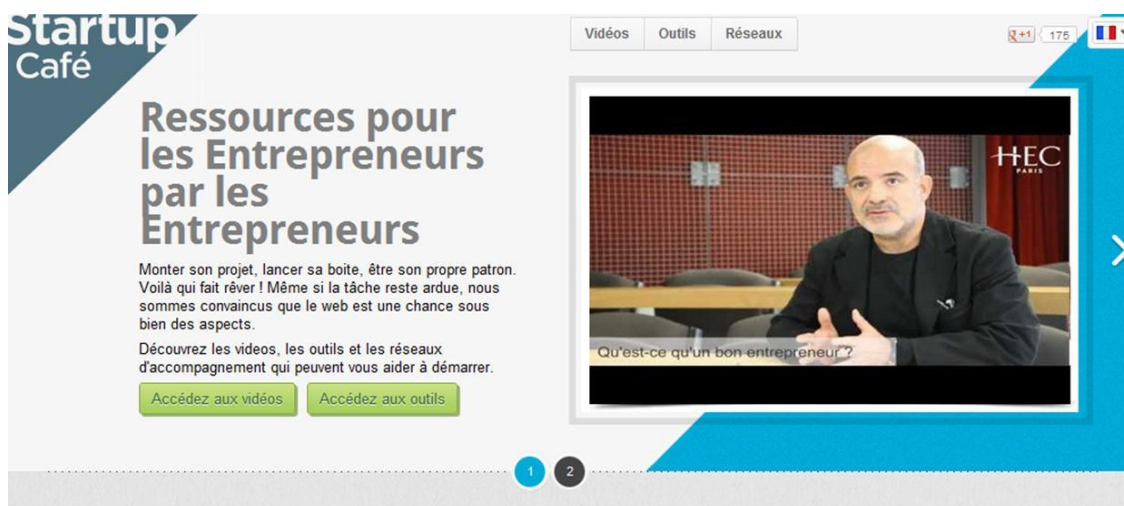 Startup
Café
Vidéos
Outils
Réseaux
+1
175
Ressources pour
les Entrepreneurs
par les
Entrepreneurs
Monter son projet, lancer sa boite, être son propre patron.
Voilà qui fait rêver ! Même si la tâche reste ardue, nous
sommes convaincus que le web est une chance sous
bien des aspects.
Découvrez les videos, les outils et les réseaux
d'accompagnement qui peuvent vous aider à démarrer.
Accédez aux vidéos
Accédez aux outils
HEC
PARIS
Qu'est-ce qu'un bon entrepreneur ?
1
2